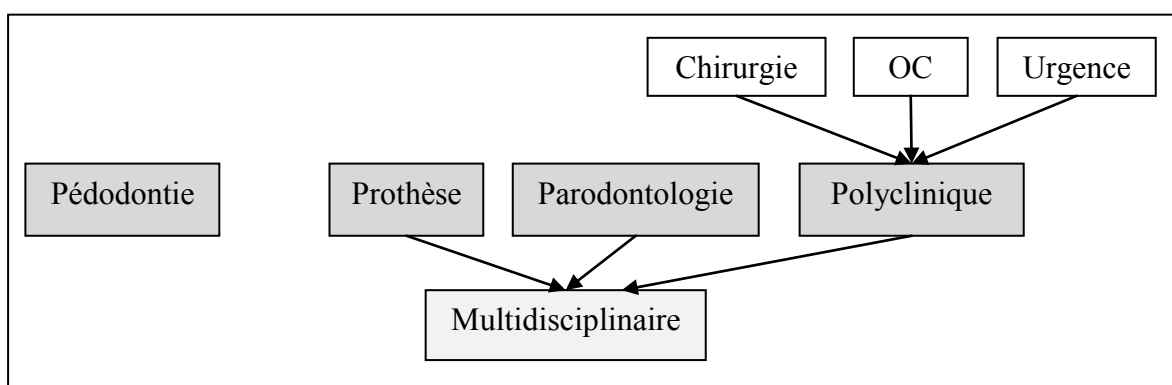 Chirurgie
OC
Urgence
Pédodontie
Prothèse
Parodontologie
Polyclinique
Multidisciplinaire